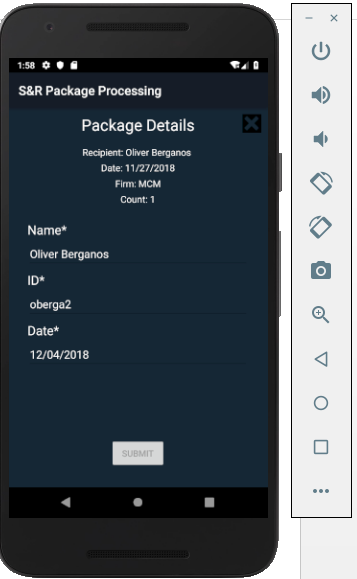 1:58
S&R Package Processing
Package Details
Recipient: Oliver Berganos
Date: 11/27/2018
Firm: MCM
Count: 1
Name*
Oliver Berganos
ID*
oberga2
Date*
12/04/2018
SUBMIT